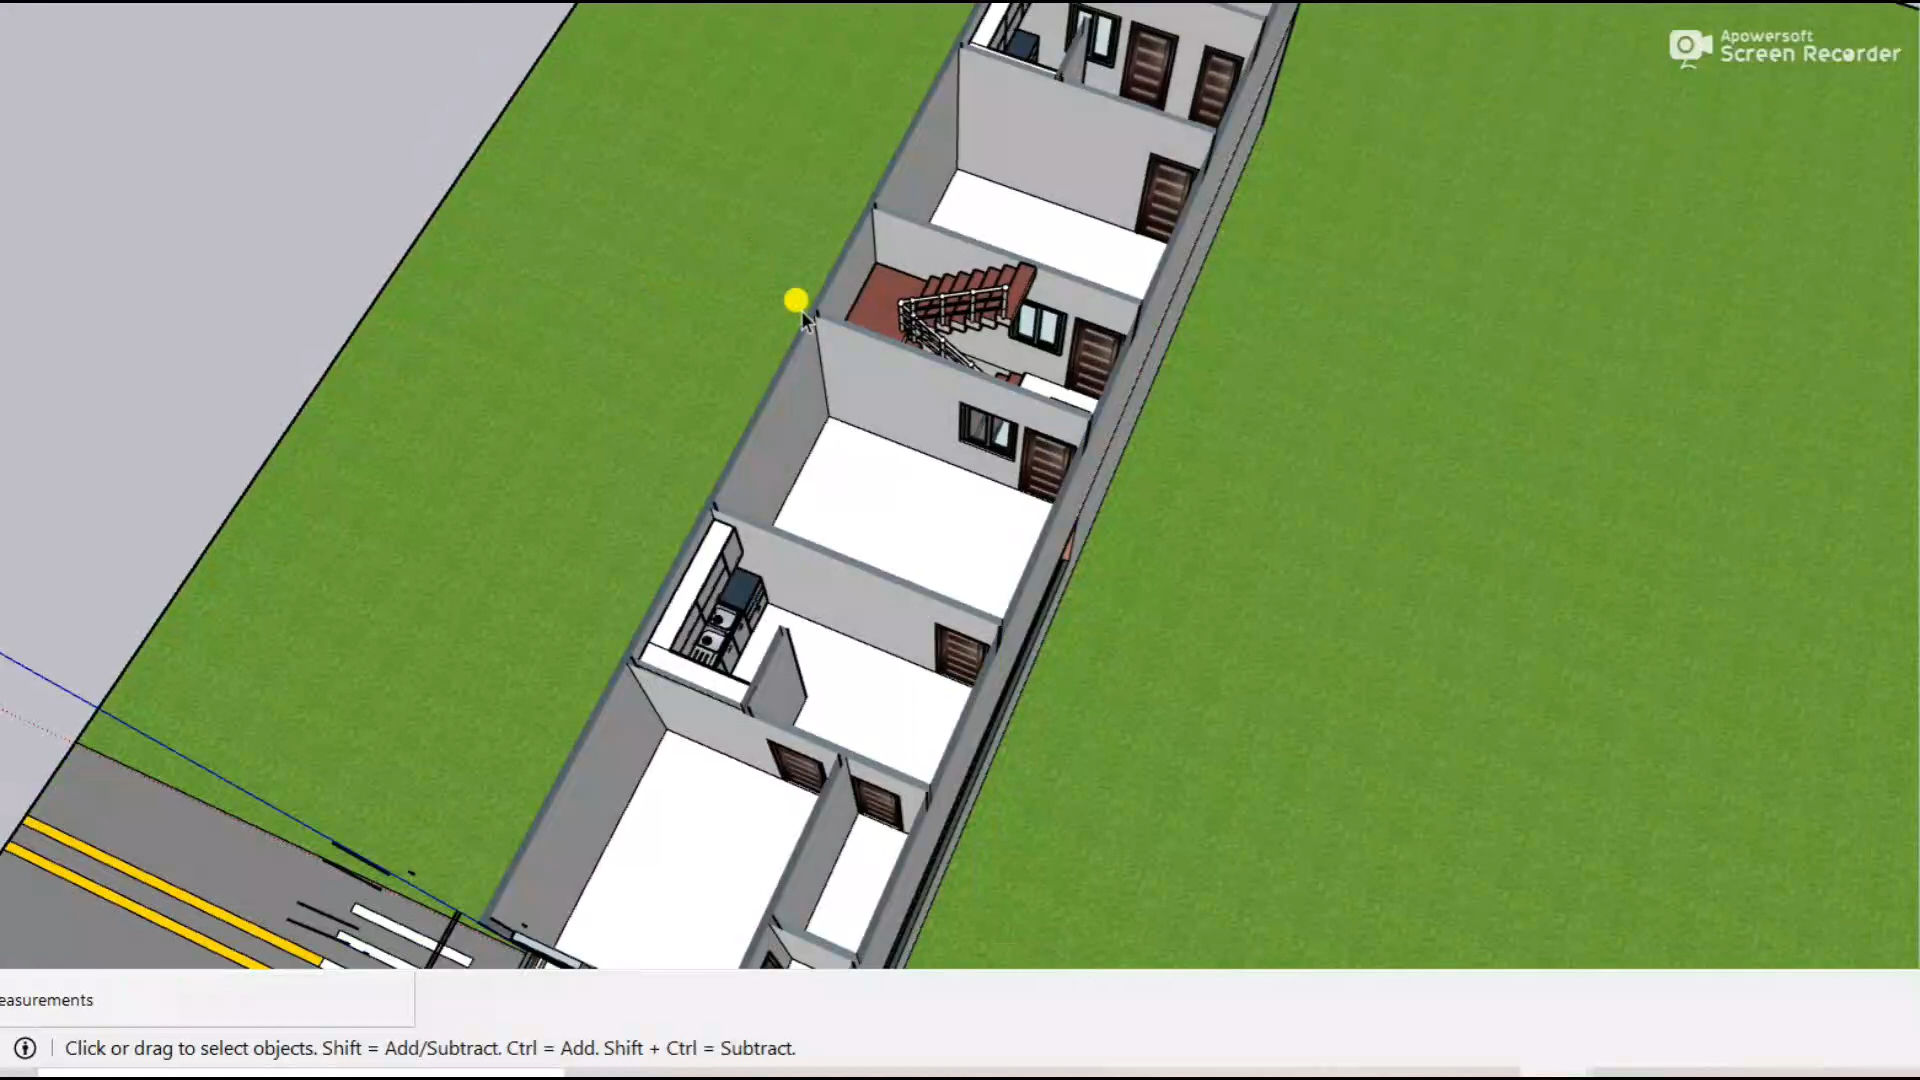 Apowersoft
Screen Recorder
easurements
Click or drag to select objects. Shift = Add/Subtract. Ctrl = Add. Shift + Ctrl = Subtract.